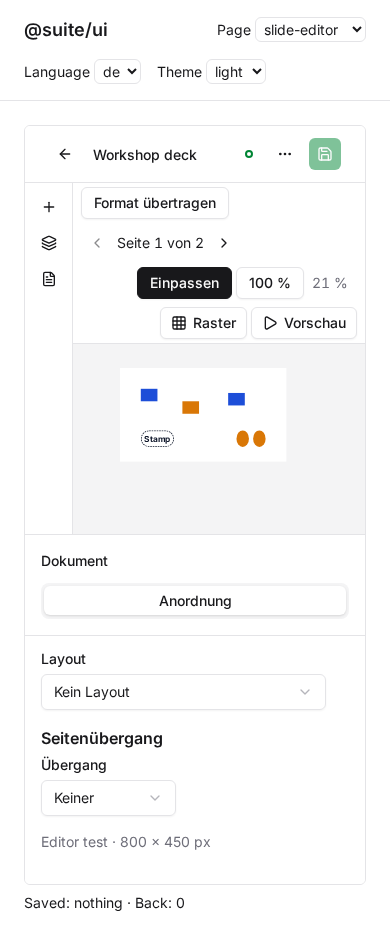 @suite/ui
Page slide-editor
Language de Theme light
Workshop deck
Format übertragen
Seite 1 von 2
Einpassen 100 % 21 %
Raster Vorschau
Stamp
Dokument
Anordnung
Layout
Kein Layout
Seitenübergang
Übergang
Keiner
Editor test · 800 × 450 px
Saved: nothing · Back: 0